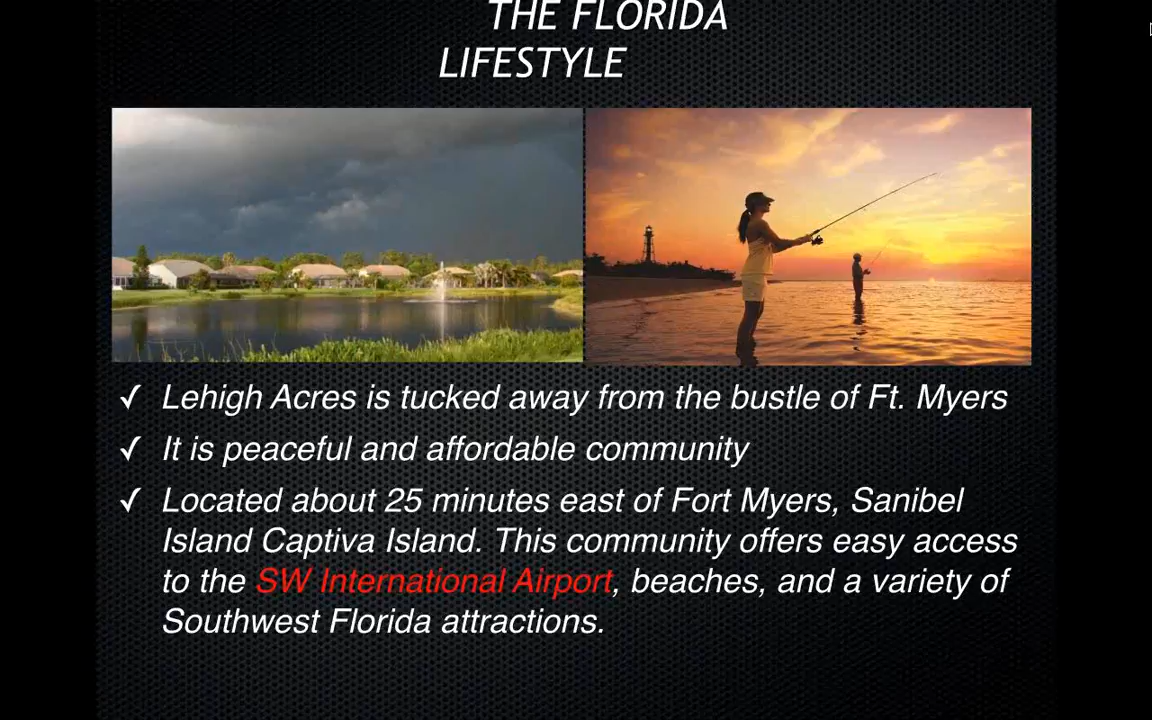 THE FLORIDA
LIFESTYLE
✓ Lehigh Acres is tucked away from the bustle of Ft. Myers
✓ It is peaceful and affordable community
✓ Located about 25 minutes east of Fort Myers, Sanibel
Island Captiva Island. This community offers easy access
to the SW International Airport, beaches, and a variety of
Southwest Florida attractions.